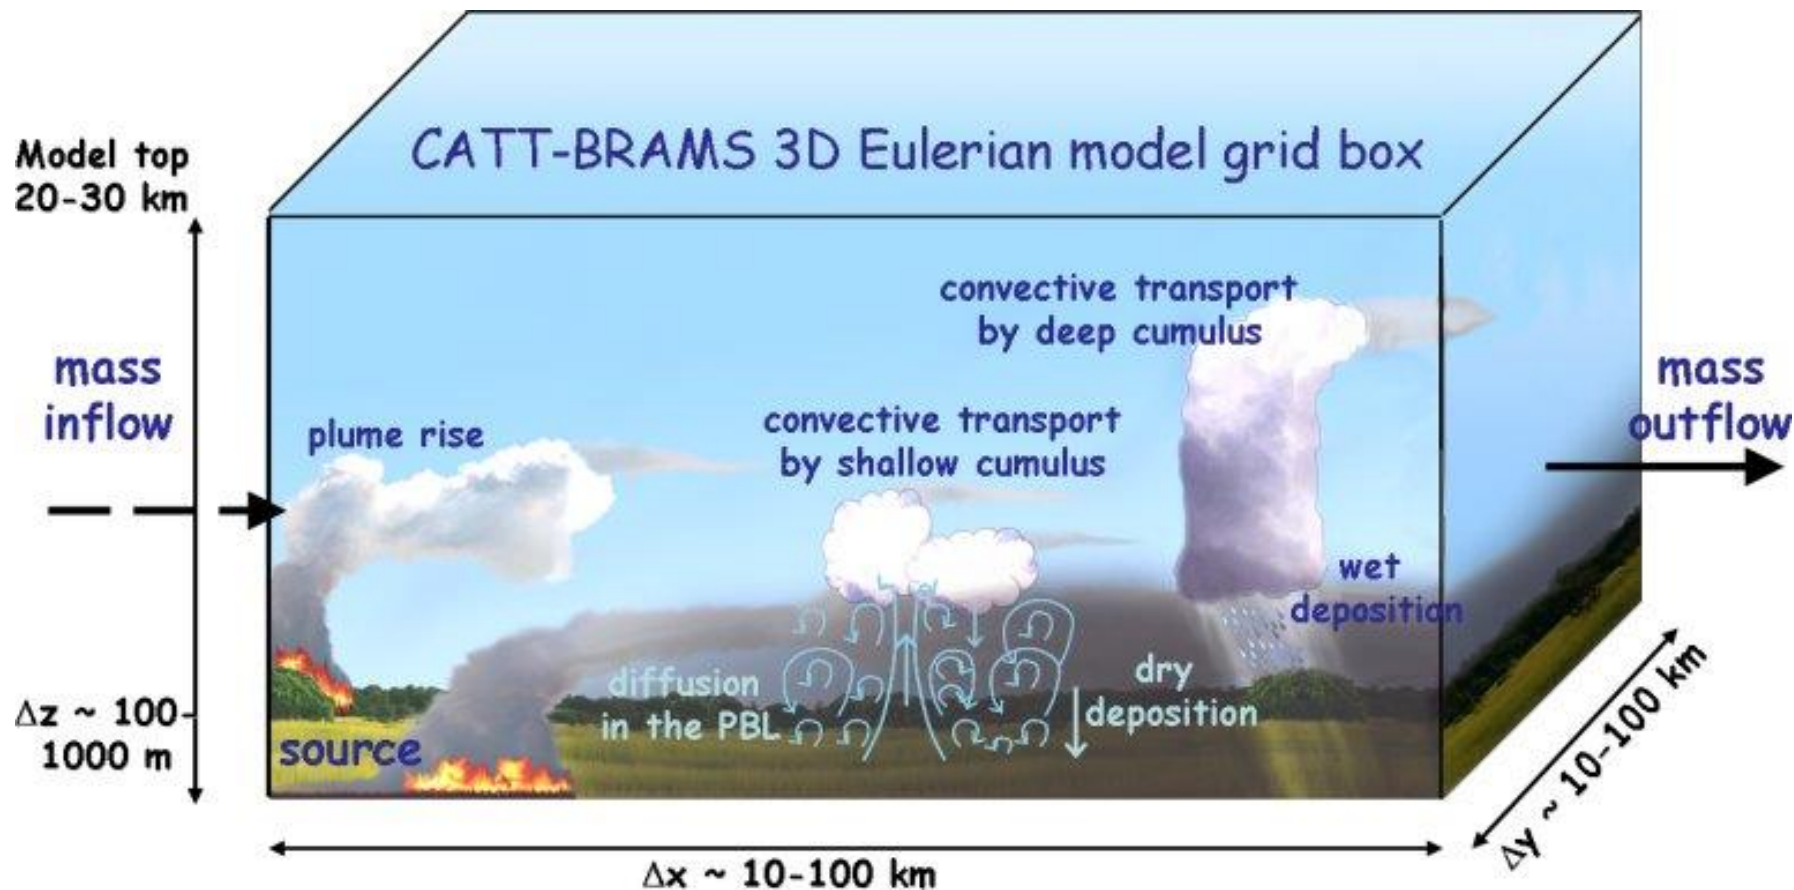 CATT-BRAMS 3D Eulerian model grid box
Model top
20-30 km
convective transport
by deep cumulus
mass
inflow
mass
outflow
plume rise
convective transport
by shallow cumulus
wet
deposition
diffusion
in the PBL
dry
deposition
Δz ~ 100-
1000 m
source
Δy ~ 10-100 km
Δx ~ 10-100 km